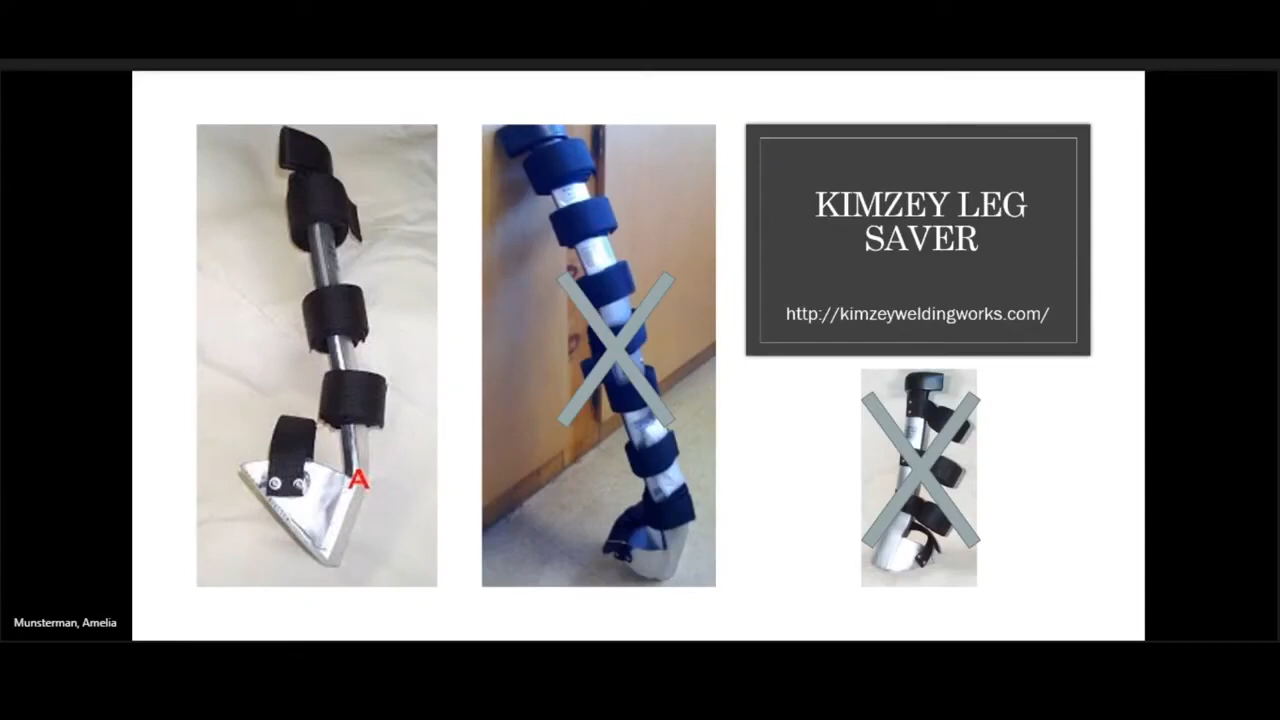 KIMZEY LEG
SAVER
http://kimzeyweldingworks.com/
A
Munsterman, Amelia